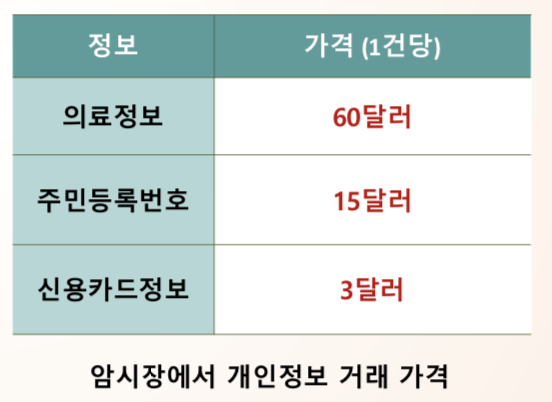 정보 가격 (1건당)
의료정보 60달러
주민등록번호 15달러
신용카드정보 3달러
암시장에서 개인정보 거래 가격